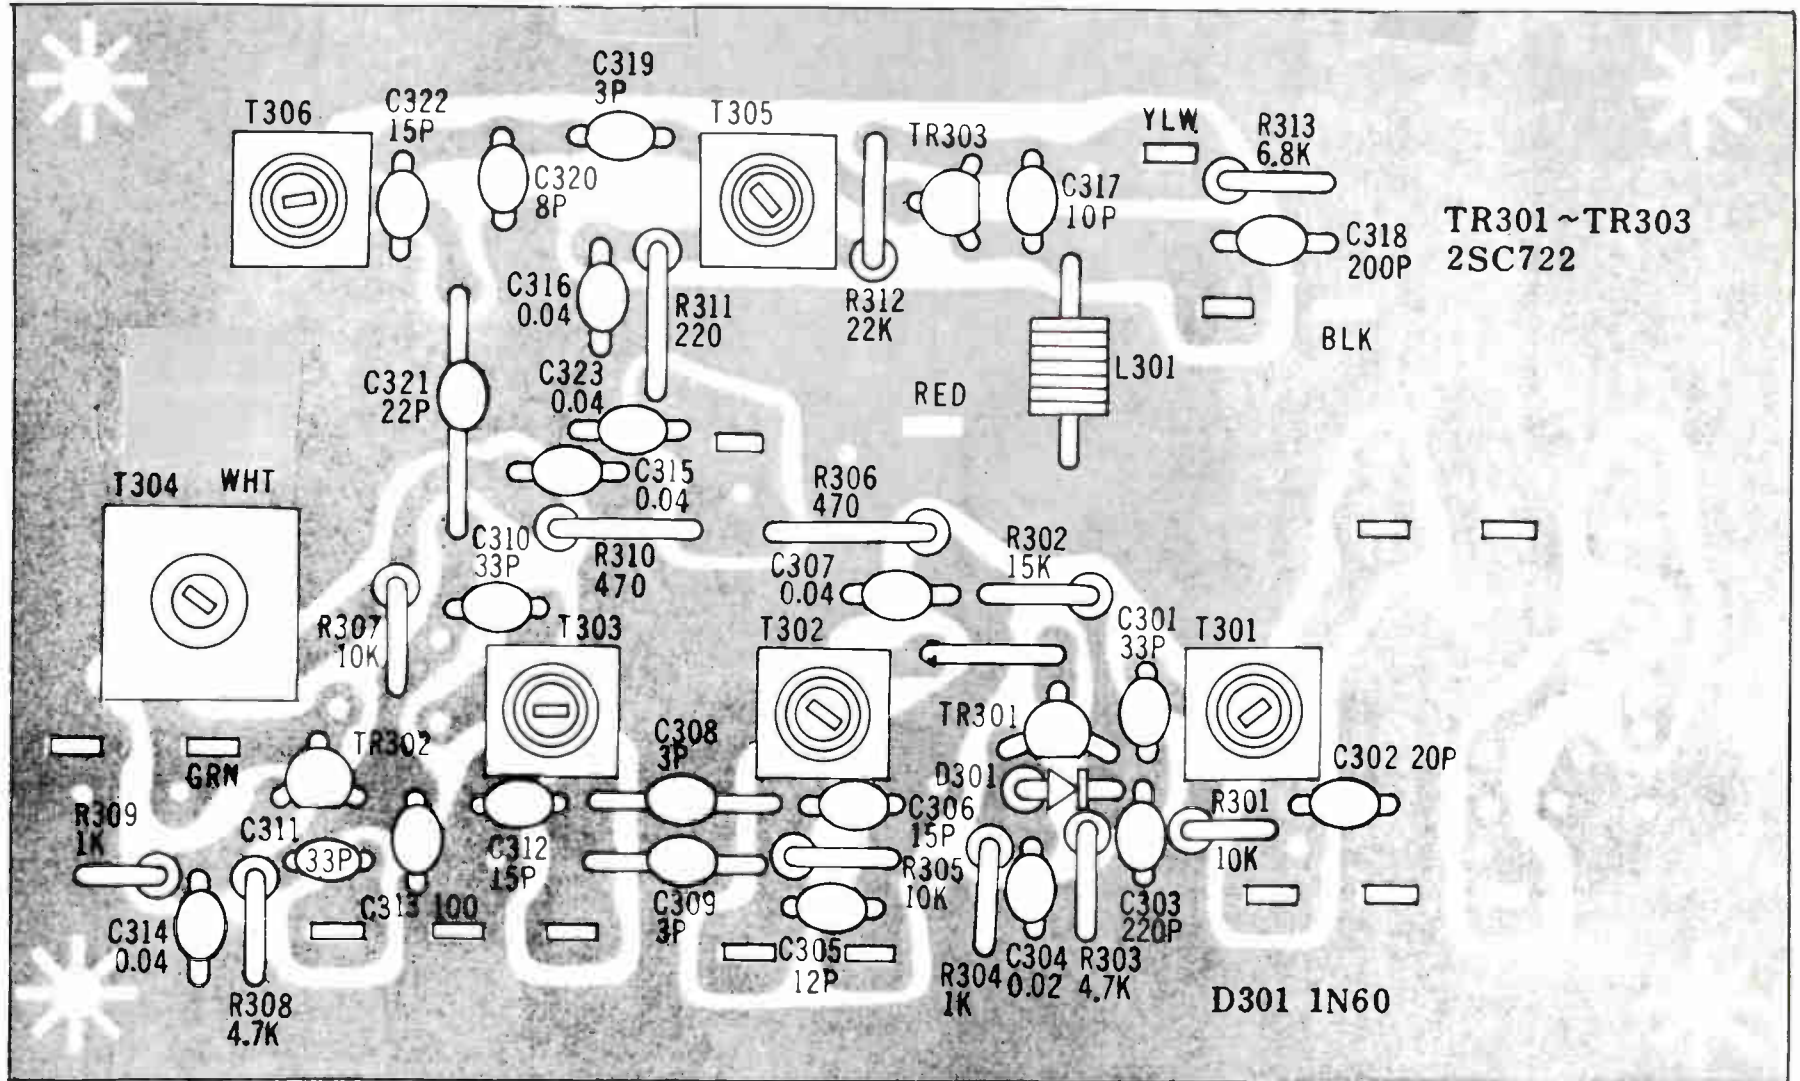 C319
3P
C322
15P
T306
T305
TR303
YLW
R313
6.8K
C320
8P
C317
10P
TR301~TR303
2SC722
C318
200P
C316
0.04
R311
220
R312
22K
BLK
L301
C321
22P
C323
0.04
RED
T304
WHT
C315
0.04
R306
470
C310
33P
R310
470
R302
15K
C307
0.04
R307
10K
T303
T302
C301
33P
T301
TR301
TR302
C308
3P
GRN
D301
C302 20P
R309
1K
C311
33P
C312
15P
C306
15P
R301
10K
R305
10K
C313 100
C309
3P
C303
220P
C314
0.04
C305
12P
R304
1K
C304
0.02
R303
4.7K
R308
4.7K
D301 1N60